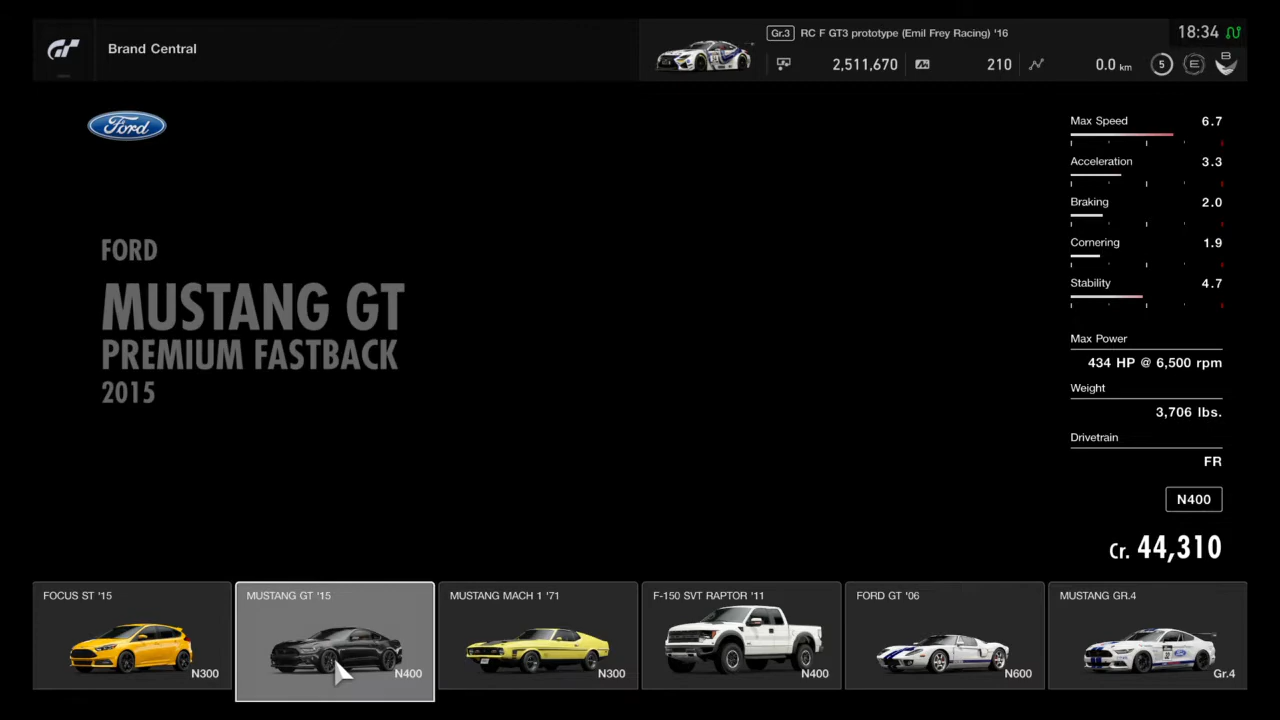 GT
Brand Central
Gr.3 RC F GT3 prototype (Emil Frey Racing) '16
18:34
2,511,670
210
0.0 km
5
E
B
Ford
Max Speed 6.7
Acceleration 3.3
Braking 2.0
Cornering 1.9
Stability 4.7
FORD
MUSTANG GT
PREMIUM FASTBACK
2015
Max Power
434 HP @ 6,500 rpm
Weight
3,706 lbs.
Drivetrain
FR
N400
Cr. 44,310
FOCUS ST '15
N300
MUSTANG GT '15
N400
MUSTANG MACH 1 '71
N300
F-150 SVT RAPTOR '11
N400
FORD GT '06
N600
MUSTANG GR.4
Gr.4